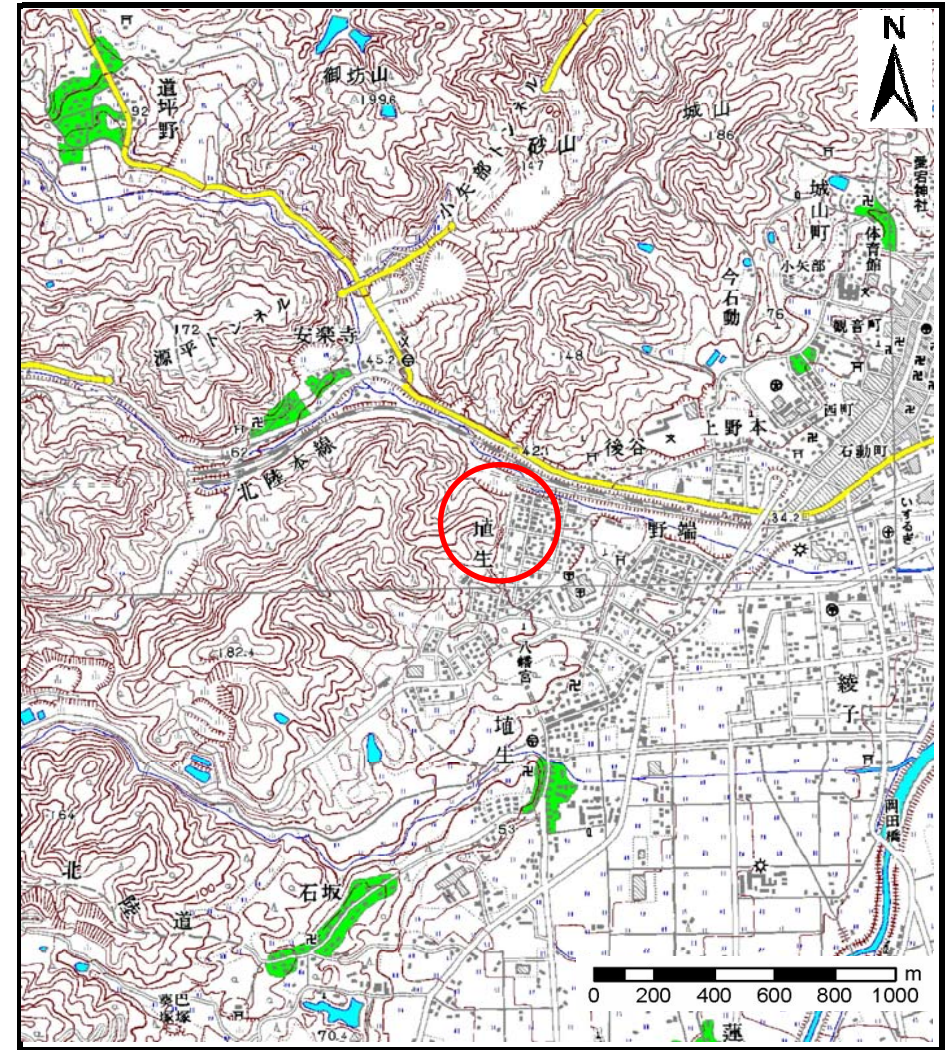 N
御坊山
199.6
道坪野
92
小矢部トンネル
砂山
147
城山
186
愛宕神社
城山町
体育館
小矢部
今石動
76
観音町
源平トンネル
172
安楽寺
45.2
148
西町
上野本
後谷
石動町
62
北陸本線
42
34.2
いするぎ
埴生
野端
八幡宮
182.4
綾子
埴生
岡田橋
53
164
石坂
北陸道
100
巴塚
葵塚
70.4
蓮
m
0 200 400 600 800 1000